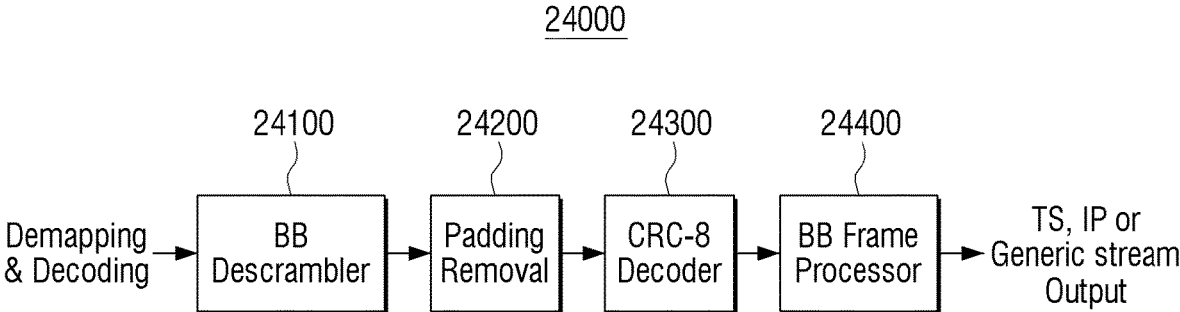 24000
24100
24200
24300
24400
Demapping
& Decoding
BB
Descrambler
Padding
Removal
CRC-8
Decoder
BB Frame
Processor
TS, IP or
Generic stream
Output